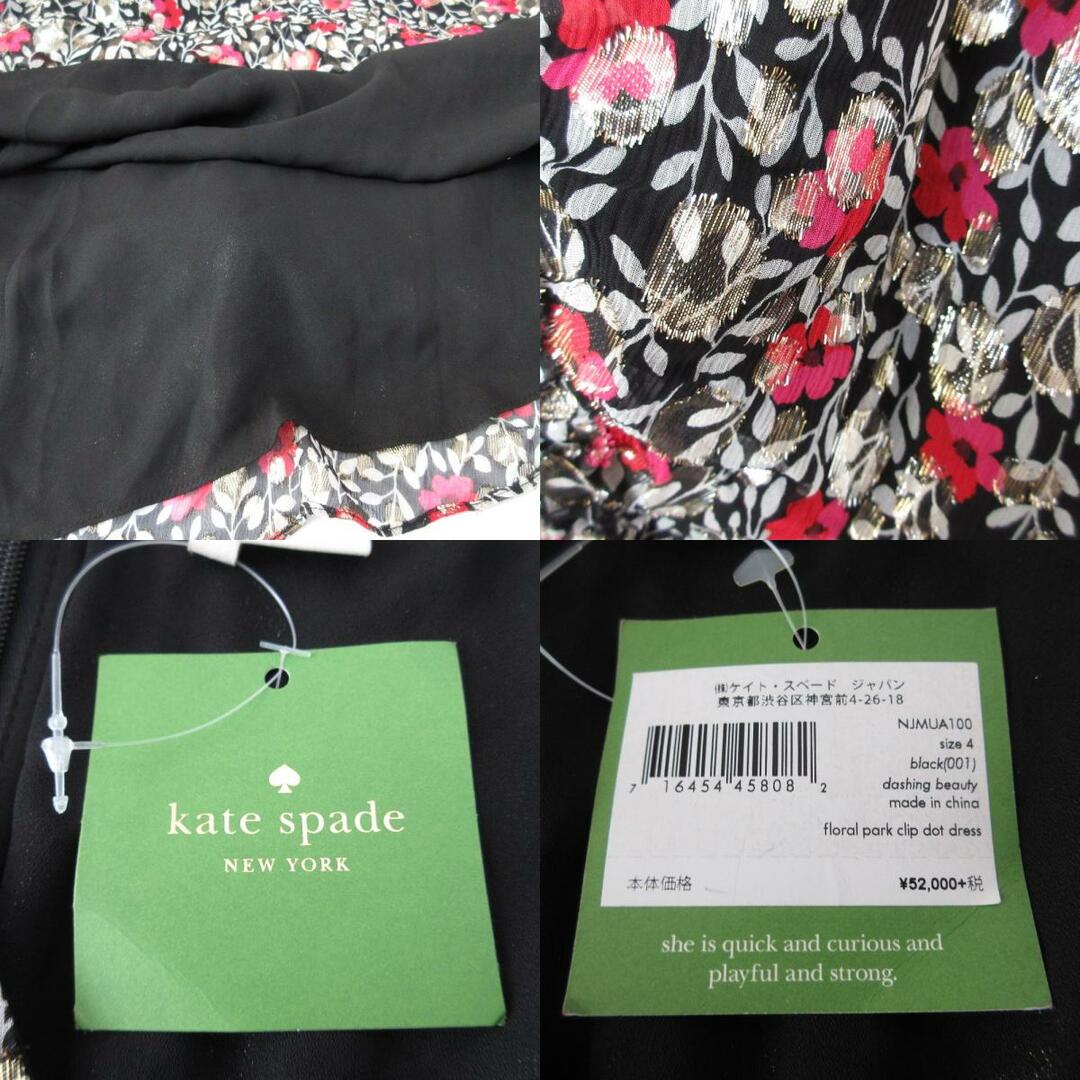 kate spade
NEW YORK
㈱ケイト・スペード ジャパン
東京都渋谷区神宮前4-26-18
NJMUA100
size 4
black(001)
dashing beauty
made in china
7 16454 45808 2
floral park clip dot dress
本体価格 ¥52,000+税
she is quick and curious and
playful and strong.